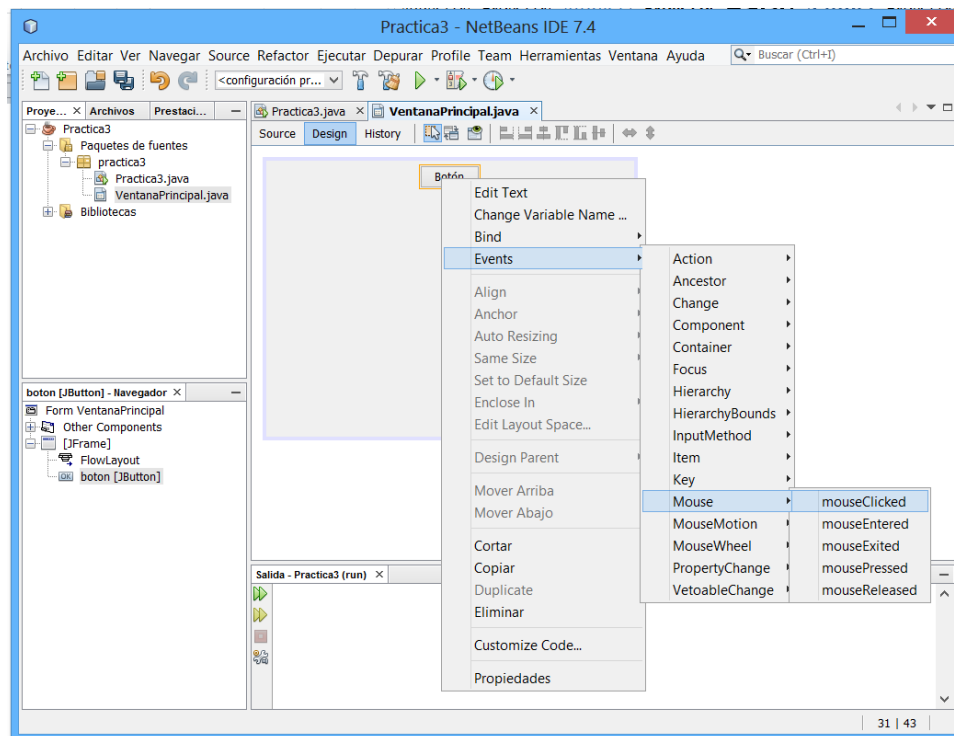 Practica3 - NetBeans IDE 7.4
Archivo Editar Ver Navegar Source Refactor Ejecutar Depurar Profile Team Herramientas Ventana Ayuda
Buscar (Ctrl+I)
<configuración pr...
Proye... Archivos Prestaci...
Practica3
Paquetes de fuentes
practica3
Practica3.java
VentanaPrincipal.java
Bibliotecas
boton [JButton] - Navegador
Form VentanaPrincipal
Other Components
[JFrame]
FlowLayout
OK boton [JButton]
Practica3.java VentanaPrincipal.java
Source Design History
Botón
Edit Text
Change Variable Name ...
Bind
Events
Align
Anchor
Auto Resizing
Same Size
Set to Default Size
Enclose In
Edit Layout Space...
Design Parent
Mover Arriba
Mover Abajo
Cortar
Copiar
Duplicate
Eliminar
Customize Code...
Propiedades
Action
Ancestor
Change
Component
Container
Focus
Hierarchy
HierarchyBounds
InputMethod
Item
Key
Mouse
MouseMotion
MouseWheel
PropertyChange
VetoableChange
mouseClicked
mouseEntered
mouseExited
mousePressed
mouseReleased
Salida - Practica3 (run)
31 | 43